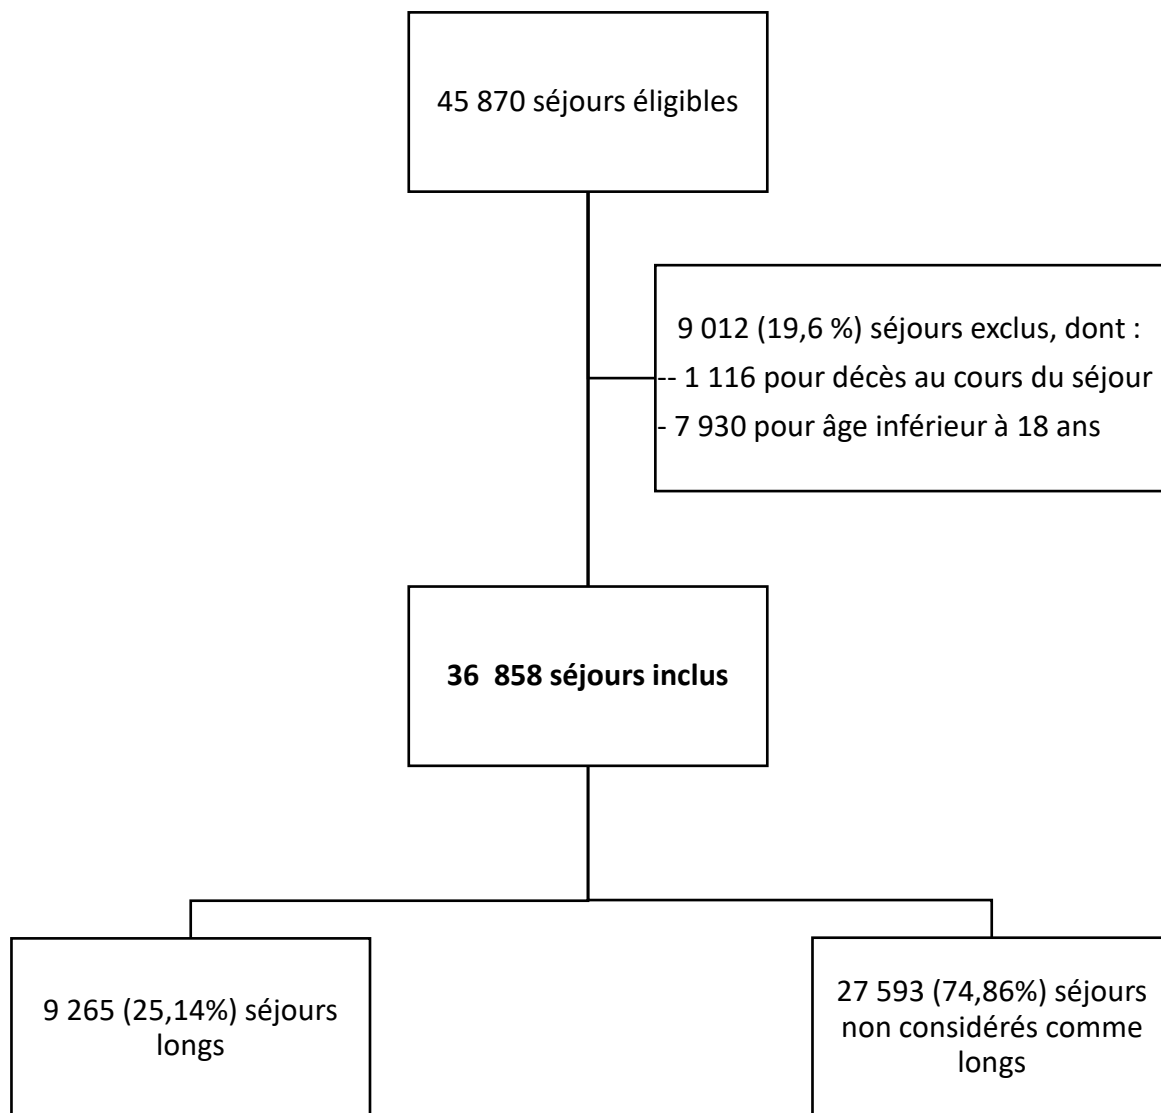 45 870 séjours éligibles
9 012 (19,6 %) séjours exclus, dont :
-- 1 116 pour décès au cours du séjour
- 7 930 pour âge inférieur à 18 ans
36  858 séjours inclus
9 265 (25,14%) séjours
longs
27 593 (74,86%) séjours
non considérés comme
longs